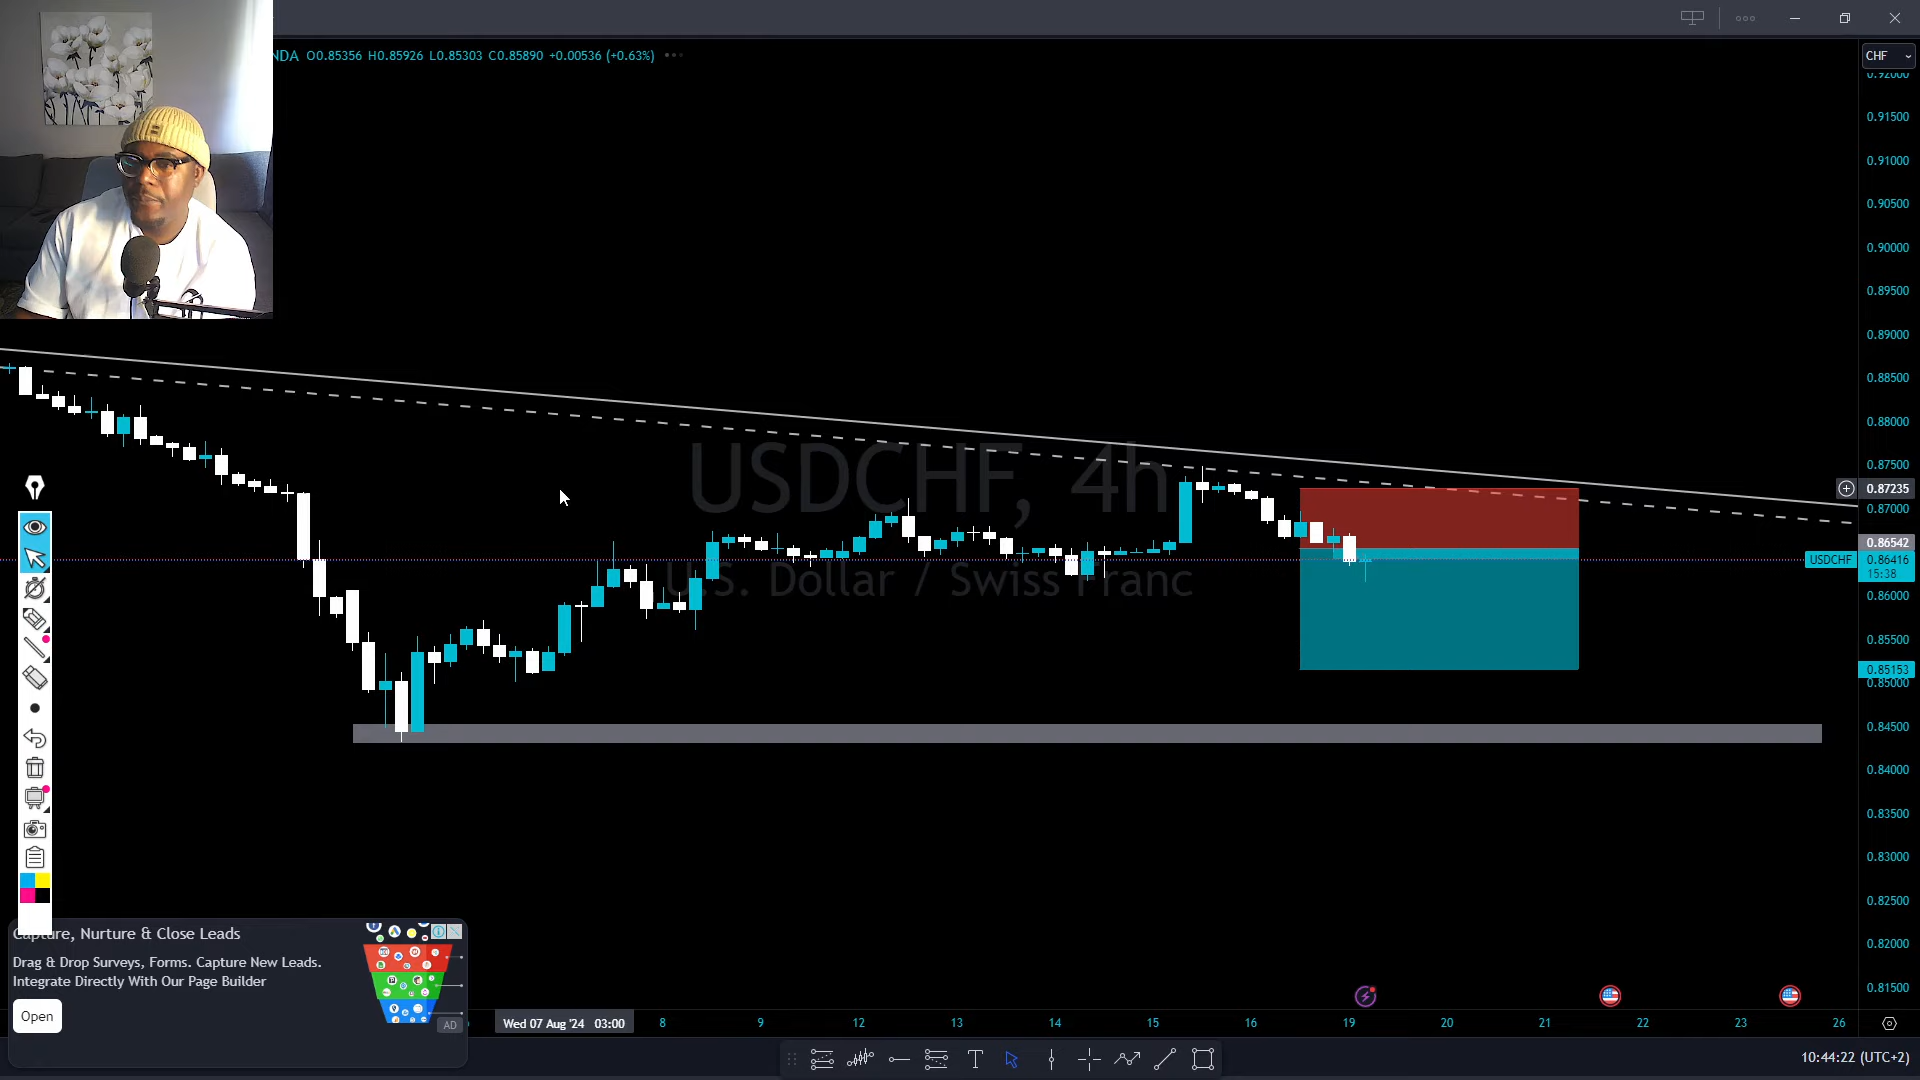 NDA O0.85356 H0.85926 L0.85303 C0.85890 +0.00536 (+0.63%)
CHF
0.92000
0.91500
0.91000
0.90500
0.90000
0.89500
0.89000
0.88500
0.88000
0.87500
0.87235
0.87000
0.86542
USDCHF 0.86416
15:38
0.86000
0.85500
0.85153
0.85000
0.84500
0.84000
0.83500
0.83000
0.82500
0.82000
0.81500
USDCHF, 4h
U.S. Dollar / Swiss Franc
Capture, Nurture & Close Leads
Drag & Drop Surveys, Forms. Capture New Leads.
Integrate Directly With Our Page Builder
Open
AD
Wed 07 Aug '24 03:00 8 9 12 13 14 15 16 19 20 21 22 23 26
10:44:22 (UTC+2)